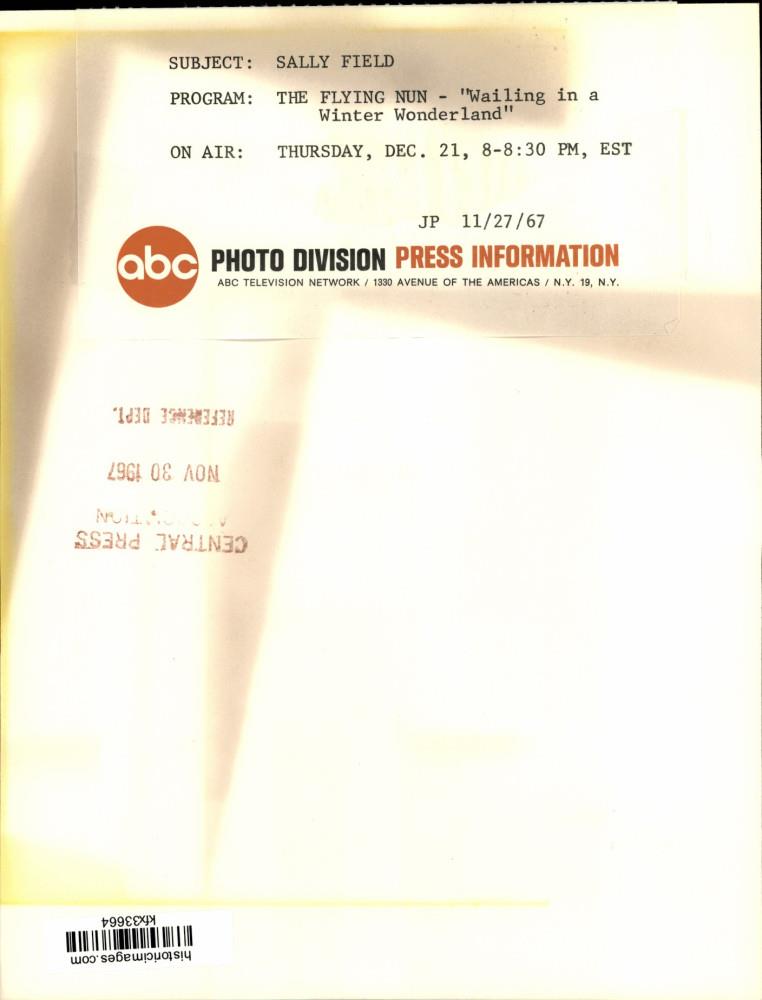 SUBJECT: SALLY FIELD
PROGRAM: THE FLYING NUN - "Wailing in a
Winter Wonderland"
ON AIR: THURSDAY, DEC. 21, 8-8:30 PM, EST
JP 11/27/67
abc PHOTO DIVISION PRESS INFORMATION
ABC TELEVISION NETWORK / 1330 AVENUE OF THE AMERICAS / N.Y. 19, N.Y.
CENTRAL PRESS
NOV 30 1967
REFERENCE DEPT.
historicimages.com
kfx33664